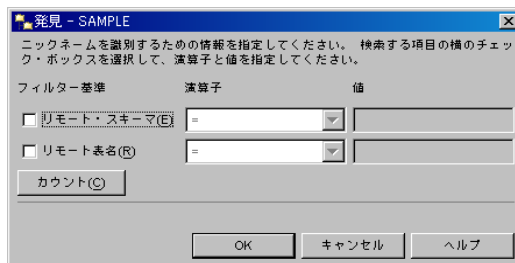 発見 – SAMPLE
ニックネームを識別するための情報を指定してください。 検索する項目の横のチェッ
ク・ボックスを選択して、演算子と値を指定してください。
フィルター基準 演算子 値
リモート・スキーマ(E) =
リモート表名(R) =
カウント(C)
OK キャンセル ヘルプ